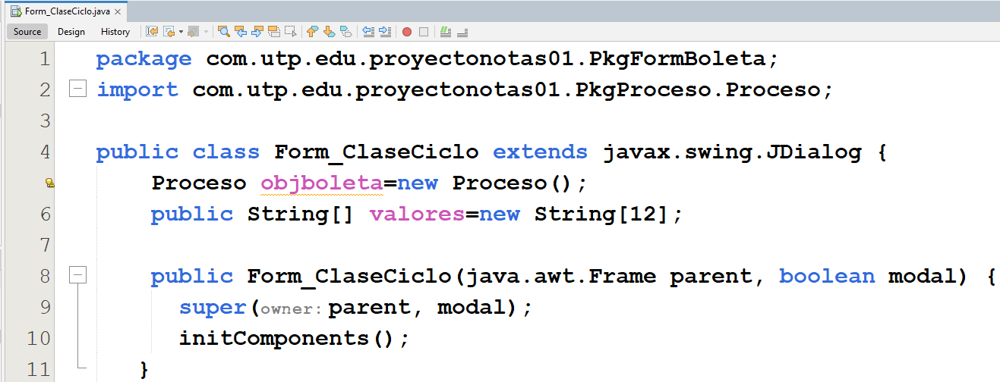 Form_ClaseCiclo.java
Source Design History
1 package com.utp.edu.proyectonotas01.PkgFormBoleta;
2 import com.utp.edu.proyectonotas01.PkgProceso.Proceso;
3
4 public class Form_ClaseCiclo extends javax.swing.JDialog {
Proceso objboleta=new Proceso();
6 public String[] valores=new String[12];
7
8 public Form_ClaseCiclo(java.awt.Frame parent, boolean modal) {
9 super(owner: parent, modal);
10 initComponents();
11 }